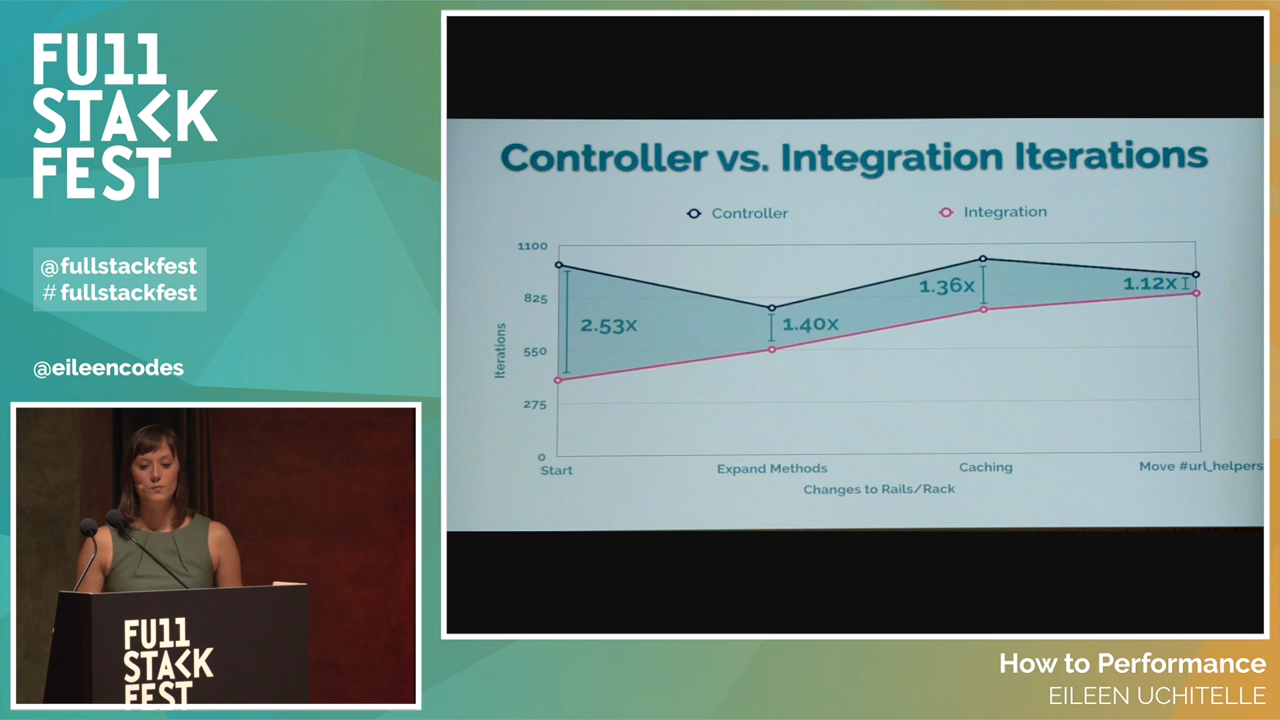 FU11
STACK
FEST
@fullstackfest
# fullstackfest
@eileencodes
FU11
STACK
FEST
Controller vs. Integration Iterations
Controller
Integration
1100
825
550
275
0
Iterations
2.53x
1.40x
1.36x
1.12x
Start
Expand Methods
Caching
Move #url_helpers
Changes to Rails/Rack
How to Performance
EILEEN UCHITELLE